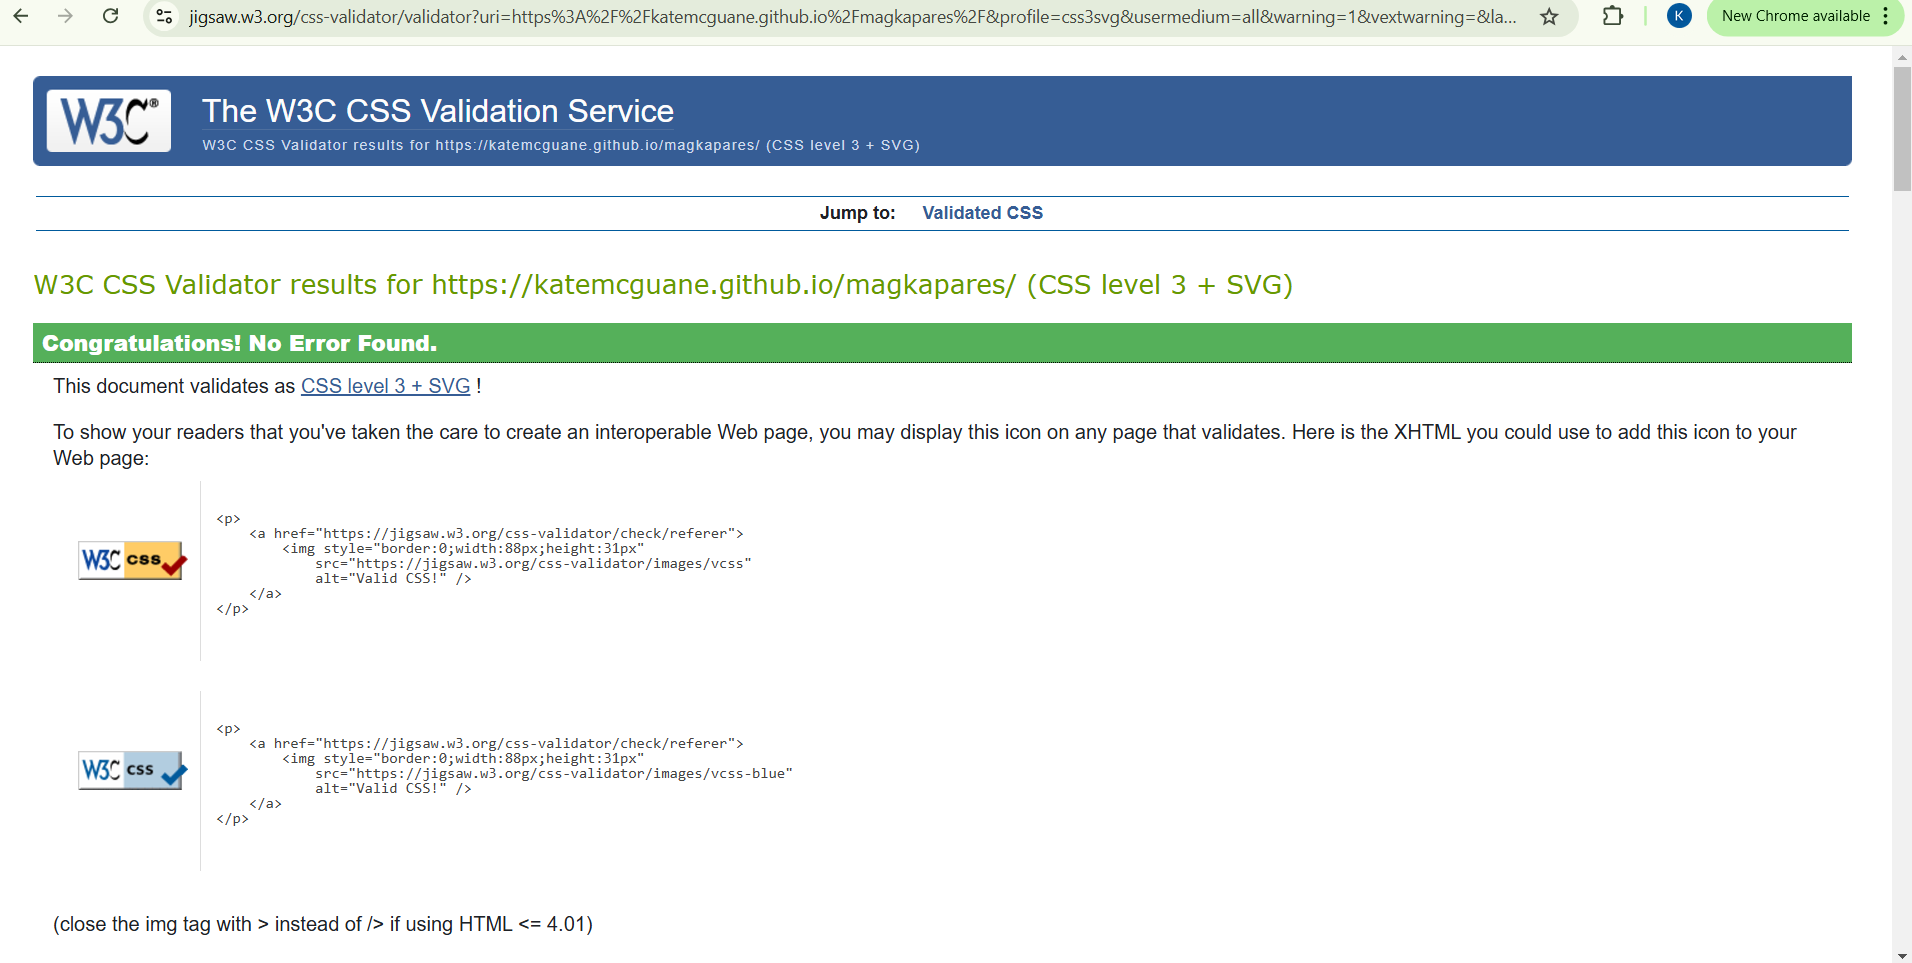 jigsaw.w3.org/css-validator/validator?uri=https%3A%2F%2Fkatemcguane.github.io%2Fmagkapares%2F&profile=css3svg&usermedium=all&warning=1&vextwarning=&la...
K
New Chrome available
W3C®
The W3C CSS Validation Service
W3C CSS Validator results for https://katemcguane.github.io/magkapares/ (CSS level 3 + SVG)
Jump to: Validated CSS
W3C CSS Validator results for https://katemcguane.github.io/magkapares/ (CSS level 3 + SVG)
Congratulations! No Error Found.
This document validates as CSS level 3 + SVG !
To show your readers that you've taken the care to create an interoperable Web page, you may display this icon on any page that validates. Here is the XHTML you could use to add this icon to your
Web page:
W3C css
<p>
<a href="https://jigsaw.w3.org/css-validator/check/referer">
<img style="border:0;width:88px;height:31px"
src="https://jigsaw.w3.org/css-validator/images/vcss"
alt="Valid CSS!" />
</a>
</p>
W3C css
<p>
<a href="https://jigsaw.w3.org/css-validator/check/referer">
<img style="border:0;width:88px;height:31px"
src="https://jigsaw.w3.org/css-validator/images/vcss-blue"
alt="Valid CSS!" />
</a>
</p>
(close the img tag with > instead of /> if using HTML <= 4.01)